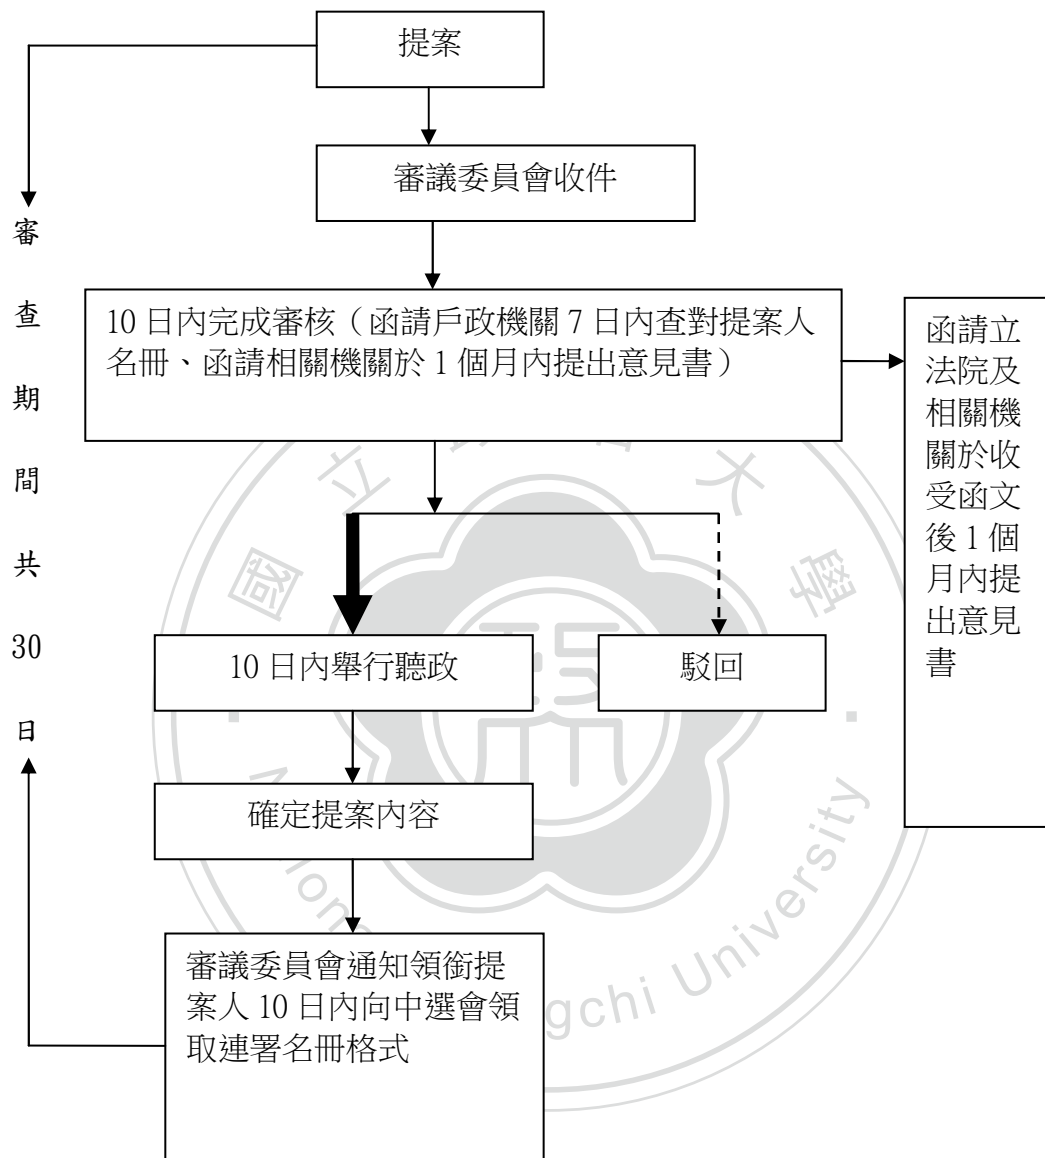 提案
審議委員會收件
審
查
期
間
共
30
日
10 日內完成審核（函請戶政機關 7 日內查對提案人
名冊、函請相關機關於 1 個月內提出意見書）
函請立
法院及
相關機
關於收
受函文
後 1 個
月內提
出意見
書
10 日內舉行聽政
駁回
確定提案內容
審議委員會通知領銜提
案人 10 日內向中選會領
取連署名冊格式
國 立
大 學
gchi University